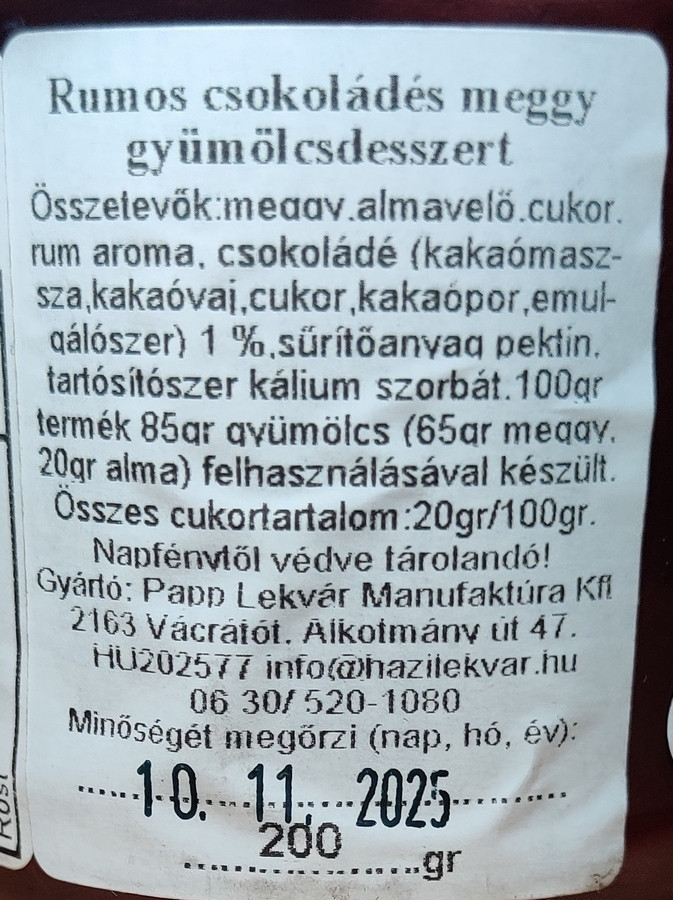 Rumos csokoládés meggy
gyümölcsdesszert
Összetevők:meggy,almavelő,cukor,
rum aroma, csokoládé (kakaómasz-
sza,kakaóvaj,cukor,kakaópor,emul-
gálószer) 1 %,sűrítőanyag pektin,
tartósítószer kálium szorbát.100gr
termék 85gr gyümölcs (65gr meggy,
20gr alma) felhasználásával készült.
Összes cukortartalom:20gr/100gr.
Napfénytől védve tárolandó!
Gyártó: Papp Lekvár Manufaktúra Kft
2163 Vácrátót, Alkotmány út 47.
HU202577 info@hazilekvar.hu
06 30/ 520-1080
Minőségét megőrzi (nap, hó, év):
10. 11. 2025
200
gr